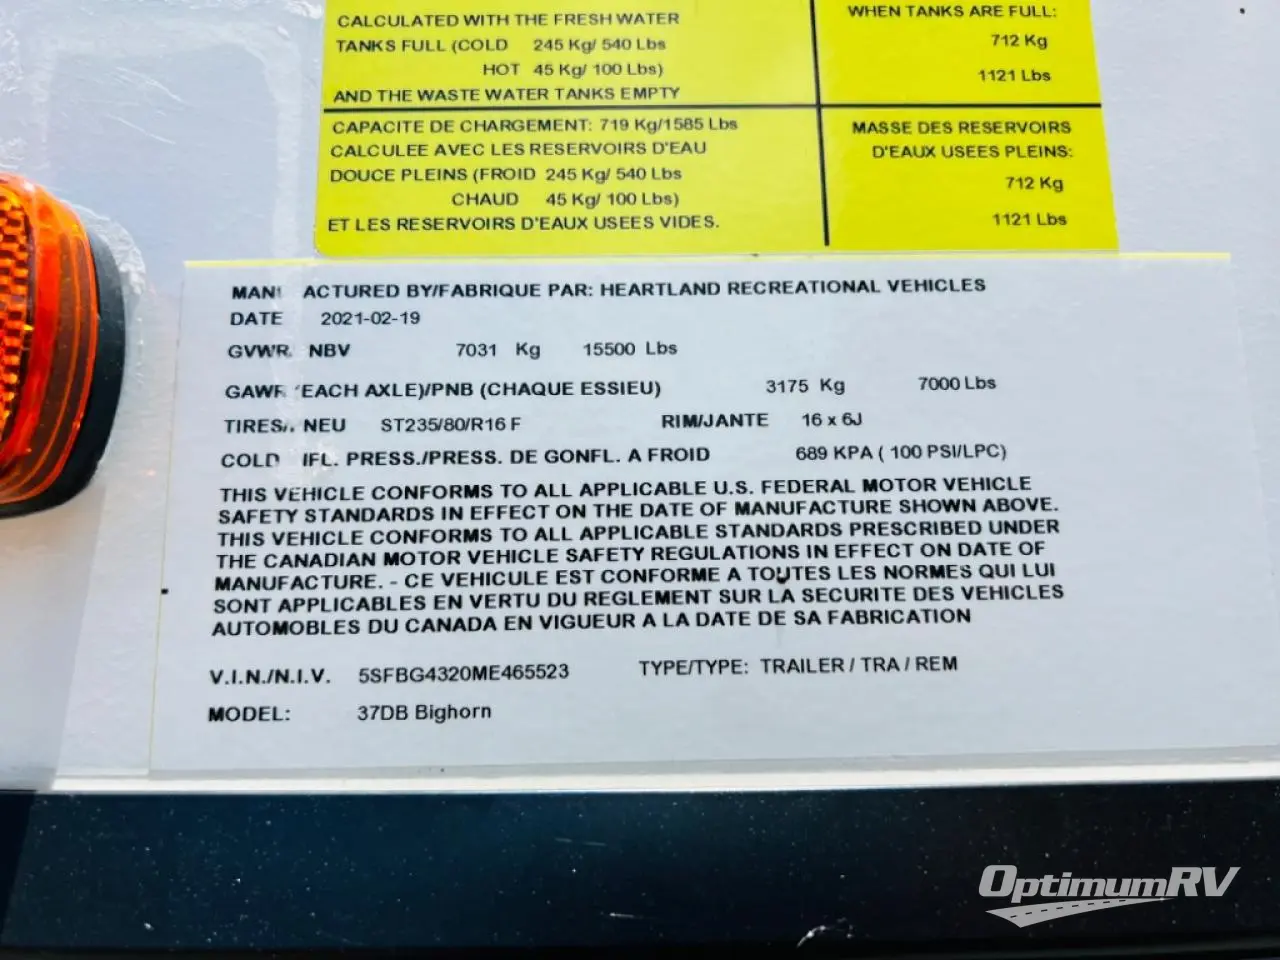 CALCULATED WITH THE FRESH WATER
TANKS FULL (COLD 245 Kg/ 540 Lbs
HOT 45 Kg/ 100 Lbs)
AND THE WASTE WATER TANKS EMPTY
WHEN TANKS ARE FULL:
712 Kg
1121 Lbs
CAPACITE DE CHARGEMENT: 719 Kg/1585 Lbs
CALCULEE AVEC LES RESERVOIRS D'EAU
DOUCE PLEINS (FROID 245 Kg/ 540 Lbs
CHAUD 45 Kg/ 100 Lbs)
ET LES RESERVOIRS D'EAUX USEES VIDES.
MASSE DES RESERVOIRS
D'EAUX USEES PLEINS:
712 Kg
1121 Lbs
MANU ACTURED BY/FABRIQUE PAR: HEARTLAND RECREATIONAL VEHICLES
DATE 2021-02-19
GVWR/ NBV 7031 Kg 15500 Lbs
GAWR (EACH AXLE)/PNB (CHAQUE ESSIEU) 3175 Kg 7000 Lbs
TIRES/ NEU ST235/80/R16 F RIM/JANTE 16 x 6J
COLD IFL. PRESS./PRESS. DE GONFL. A FROID 689 KPA ( 100 PSI/LPC)
THIS VEHICLE CONFORMS TO ALL APPLICABLE U.S. FEDERAL MOTOR VEHICLE
SAFETY STANDARDS IN EFFECT ON THE DATE OF MANUFACTURE SHOWN ABOVE.
THIS VEHICLE CONFORMS TO ALL APPLICABLE STANDARDS PRESCRIBED UNDER
THE CANADIAN MOTOR VEHICLE SAFETY REGULATIONS IN EFFECT ON DATE OF
MANUFACTURE. - CE VEHICULE EST CONFORME A TOUTES LES NORMES QUI LUI
SONT APPLICABLES EN VERTU DU REGLEMENT SUR LA SECURITE DES VEHICLES
AUTOMOBLES DU CANADA EN VIGUEUR A LA DATE DE SA FABRICATION
V.I.N./N.I.V. 5SFBG4320ME465523 TYPE/TYPE: TRAILER / TRA / REM
MODEL: 37DB Bighorn
OptimumRV